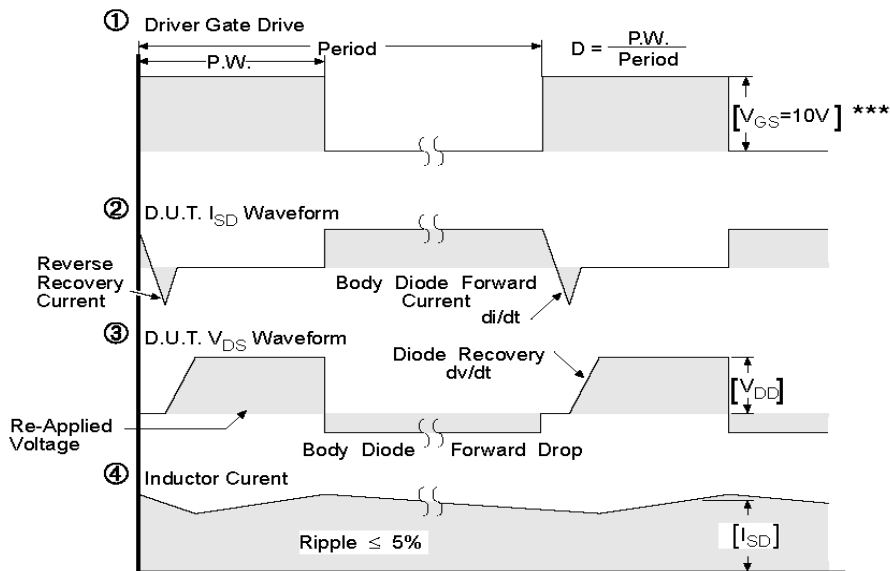 ① Driver Gate Drive
Period
P.W.
D = P.W. / Period
[VGS=10V] ***
② D.U.T. ISD Waveform
Reverse
Recovery
Current
Body Diode Forward
Current
di/dt
③ D.U.T. VDS Waveform
Diode Recovery
dv/dt
[VDD]
Re-Applied
Voltage
Body Diode Forward Drop
④ Inductor Curent
Ripple ≤ 5%
[ISD]